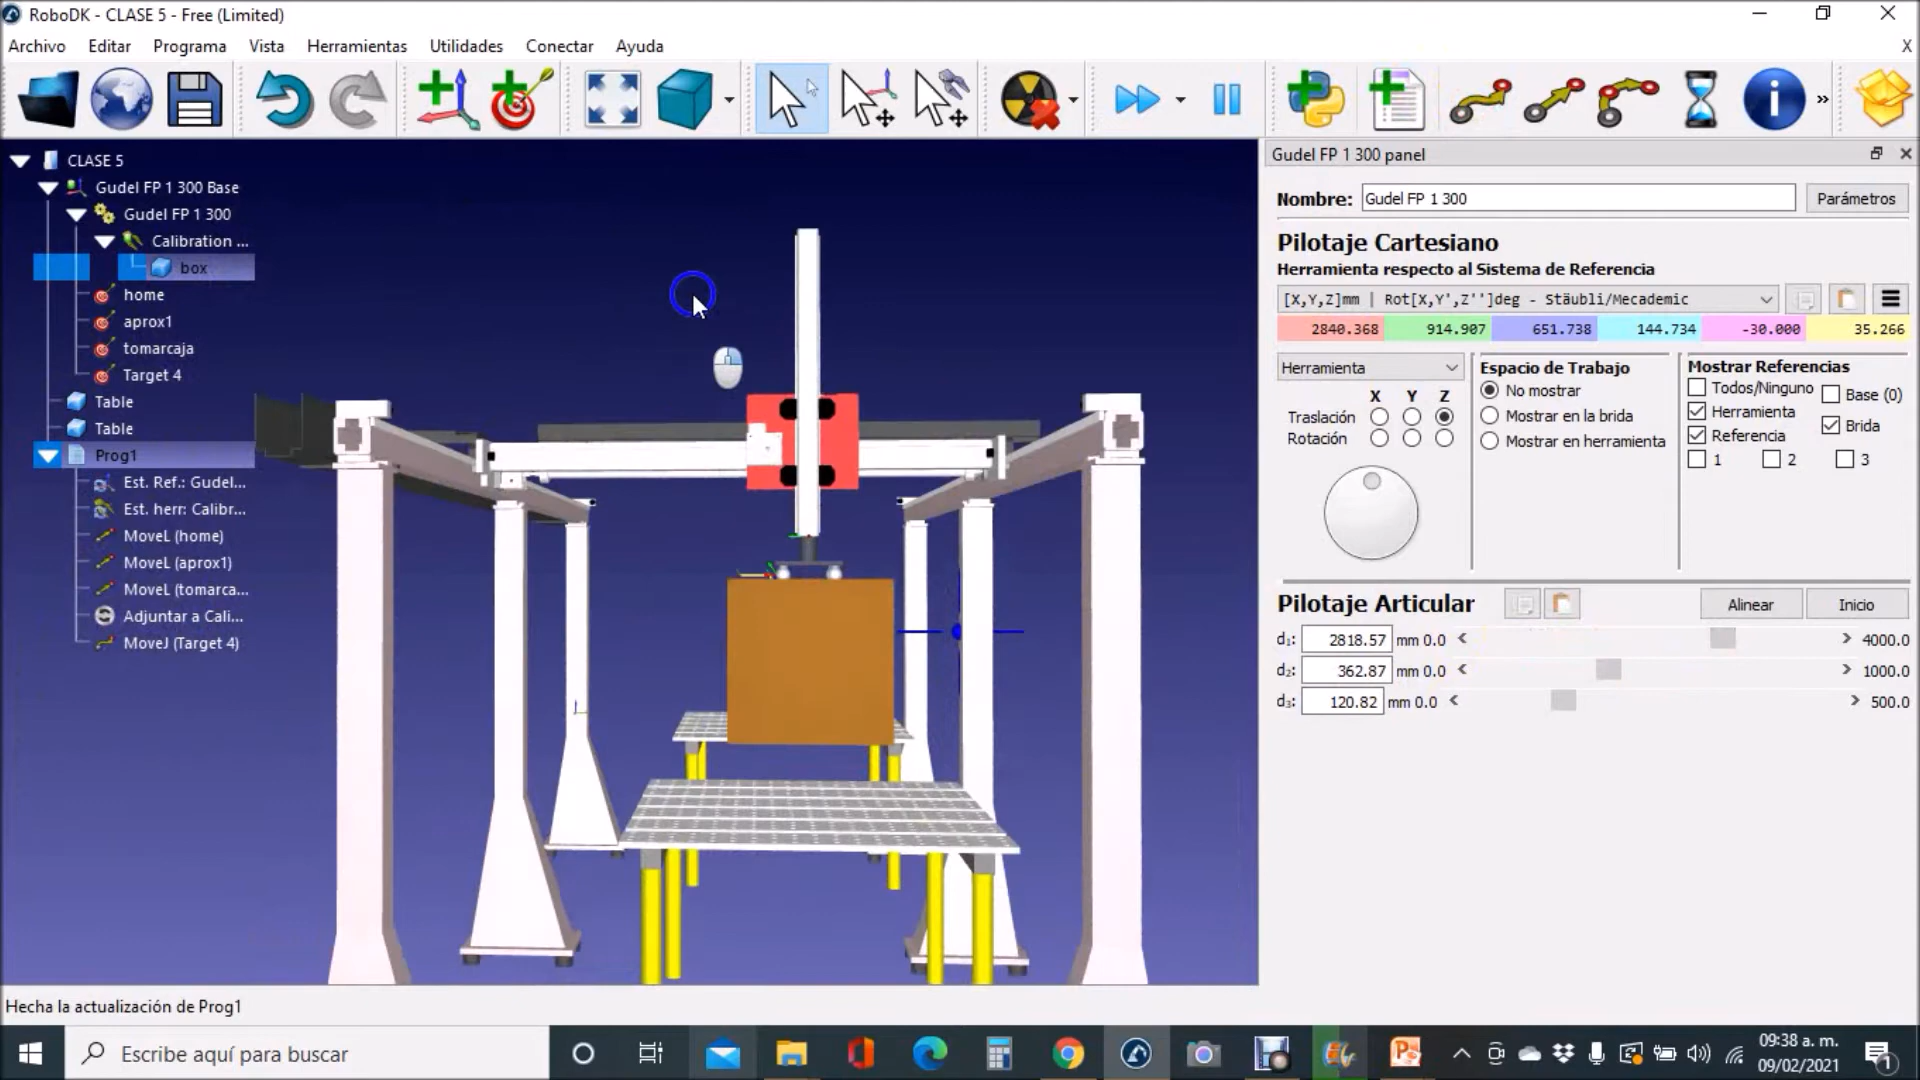 RoboDK - CLASE 5 - Free (Limited)
Archivo Editar Programa Vista Herramientas Utilidades Conectar Ayuda X
»
CLASE 5
Gudel FP 1 300 Base
Gudel FP 1 300
Calibration ...
box
home
aprox1
tomarcaja
Target 4
Table
Table
Prog1
Est. Ref.: Gudel...
Est. herr: Calibr...
MoveL (home)
MoveL (aprox1)
MoveL (tomarca...
Adjuntar a Cali...
MoveJ (Target 4)
Gudel FP 1 300 panel
Nombre: Gudel FP 1 300 Parámetros
Pilotaje Cartesiano
Herramienta respecto al Sistema de Referencia
[X,Y,Z]mm | Rot[X,Y',Z'']deg - Stäubli/Mecademic
2840.368 914.907 651.738 144.734 -30.000 35.266
Herramienta
X Y Z
Traslación
Rotación
Espacio de Trabajo
No mostrar
Mostrar en la brida
Mostrar en herramienta
Mostrar Referencias
Todos/Ninguno Base (0)
Herramienta
Referencia Brida
1 2 3
Pilotaje Articular Alinear Inicio
d₁: 2818.57 mm 0.0 < > 4000.0
d₂: 362.87 mm 0.0 < > 1000.0
d₃: 120.82 mm 0.0 < > 500.0
Hecha la actualización de Prog1
Escribe aquí para buscar
09:38 a. m.
09/02/2021
1